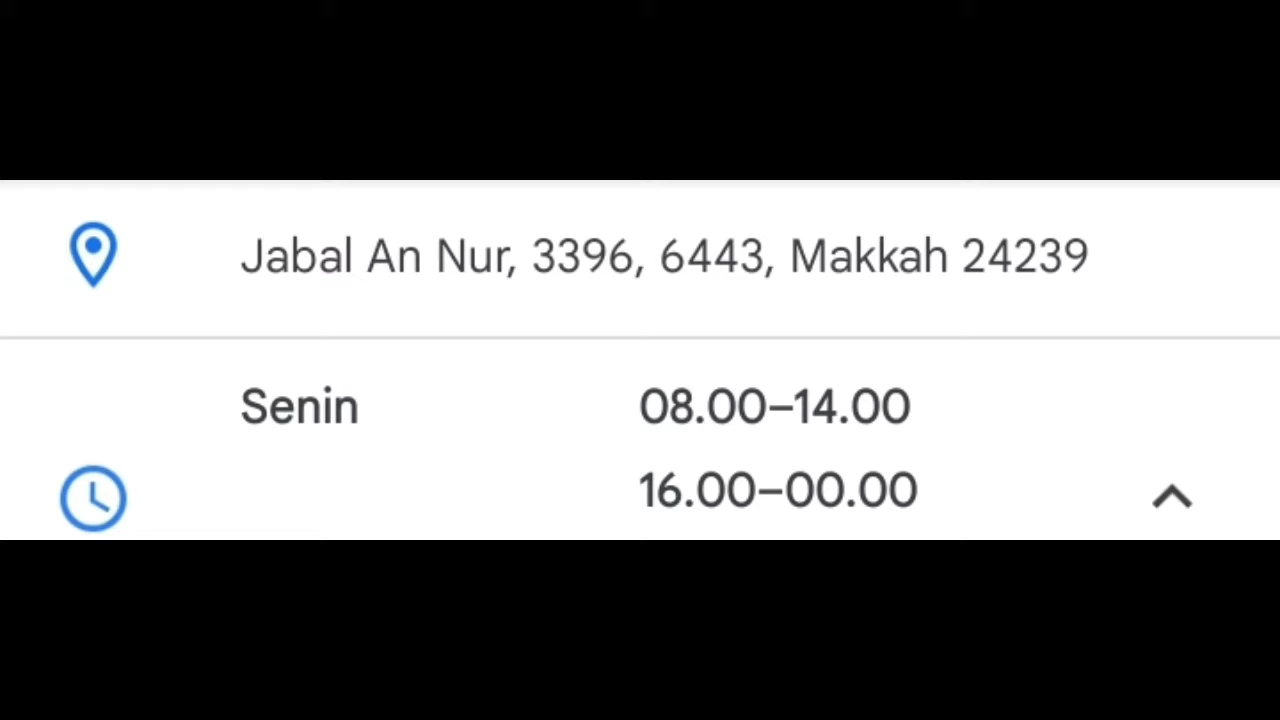 Jabal An Nur, 3396, 6443, Makkah 24239
Senin 08.00–14.00
16.00–00.00